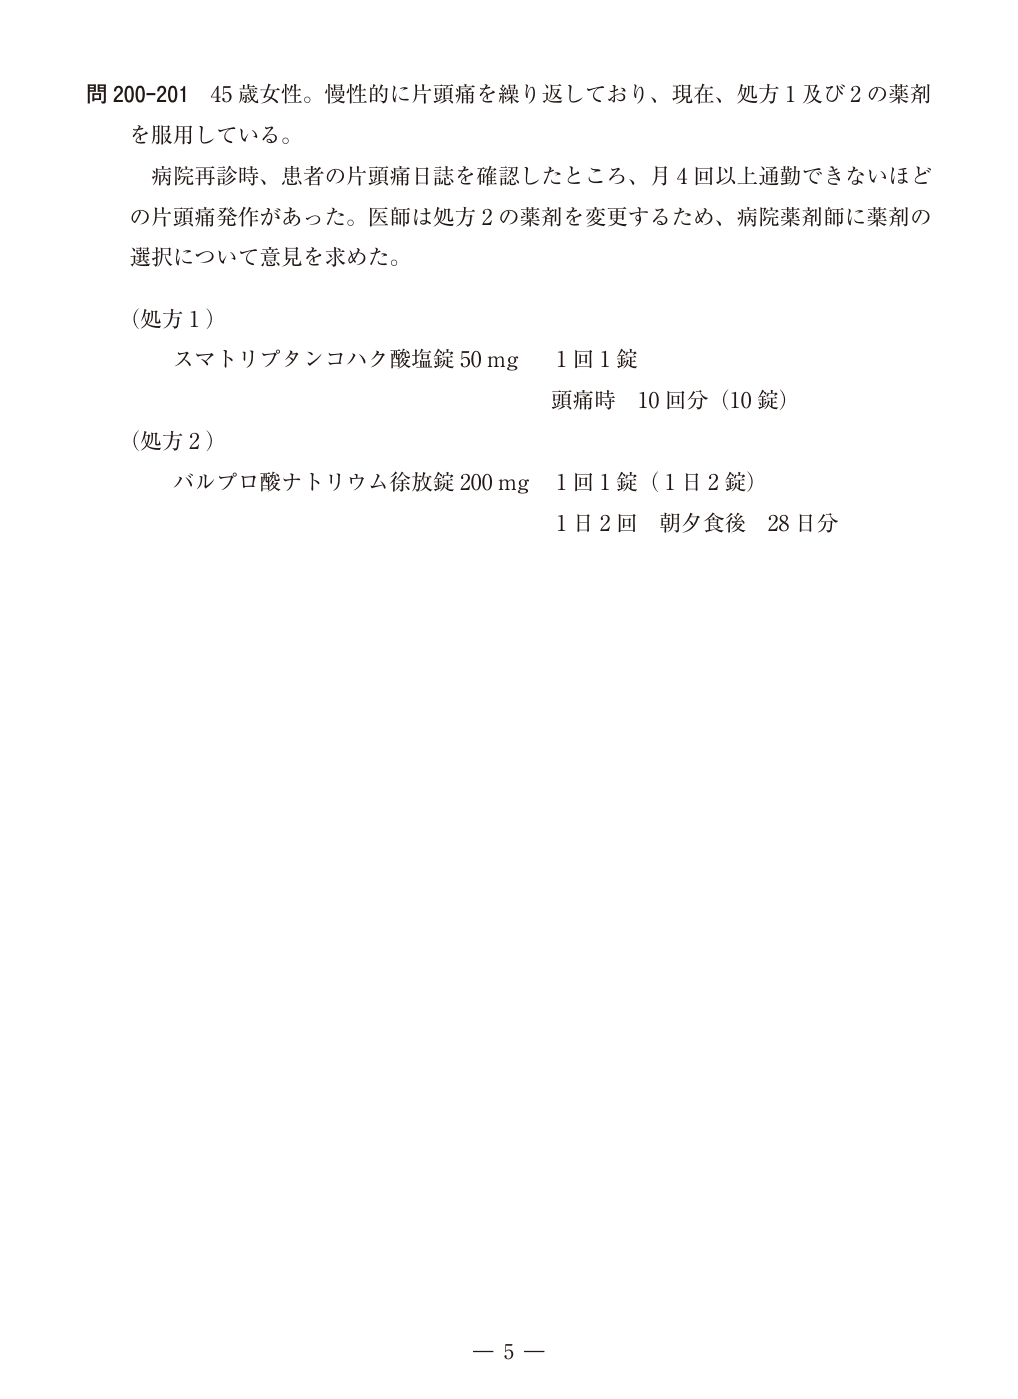 問 200-201　45 歳女性。慢性的に片頭痛を繰り返しており、現在、処方 1 及び 2 の薬剤
を服用している。
病院再診時、患者の片頭痛日誌を確認したところ、月 4 回以上通勤できないほど
の片頭痛発作があった。医師は処方 2 の薬剤を変更するため、病院薬剤師に薬剤の
選択について意見を求めた。
（処方 1 ）
スマトリプタンコハク酸塩錠 50 mg　1 回 1 錠
頭痛時　10 回分（10 錠）
（処方 2 ）
バルプロ酸ナトリウム徐放錠 200 mg　1 回 1 錠（ 1 日 2 錠）
1 日 2 回　朝夕食後　28 日分
― 5 ―